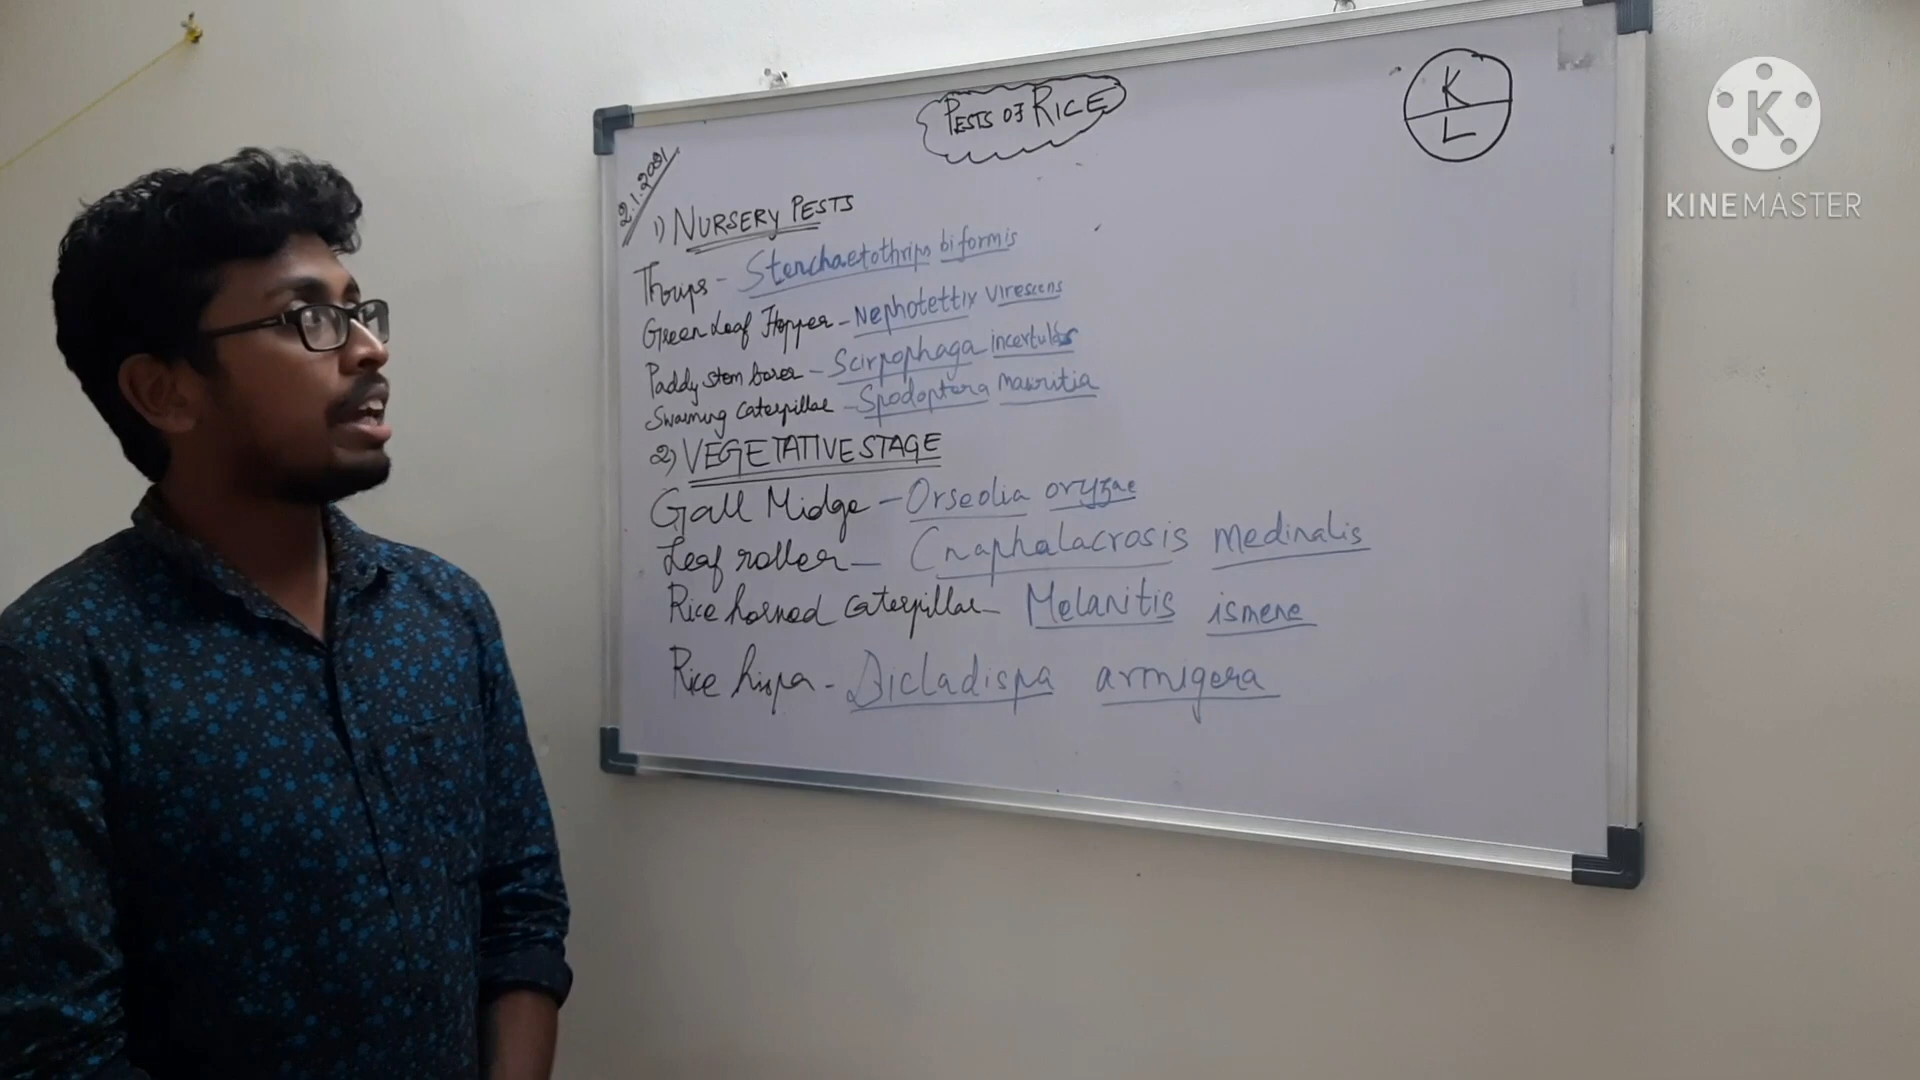 PESTS OF RICE
K
L
K
KINEMASTER
2.1.2021
1) NURSERY PESTS
Thrips - Stenchaetothrips biformis
Green Leaf Hopper - Nephotettix virescens
Paddy stem borer - Scirpophaga incertulas
Swarming Caterpillar - Spodoptera mauritia
2) VEGETATIVE STAGE
Gall Midge - Orseolia oryzae
Leaf roller - Cnaphalacrosis medinalis
Rice horned Caterpillar - Melanitis ismene
Rice hispa - Dicladispa armigera